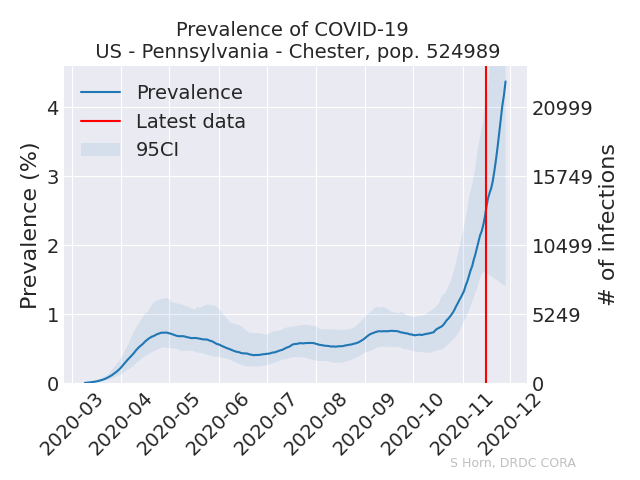 Prevalence of COVID-19
US - Pennsylvania - Chester, pop. 524989
Prevalence
Latest data
95CI
Prevalence (%)
4
3
2
1
0
20999
15749
10499
5249
0
# of infections
2020-03
2020-04
2020-05
2020-06
2020-07
2020-08
2020-09
2020-10
2020-11
2020-12
S Horn, DRDC CORA